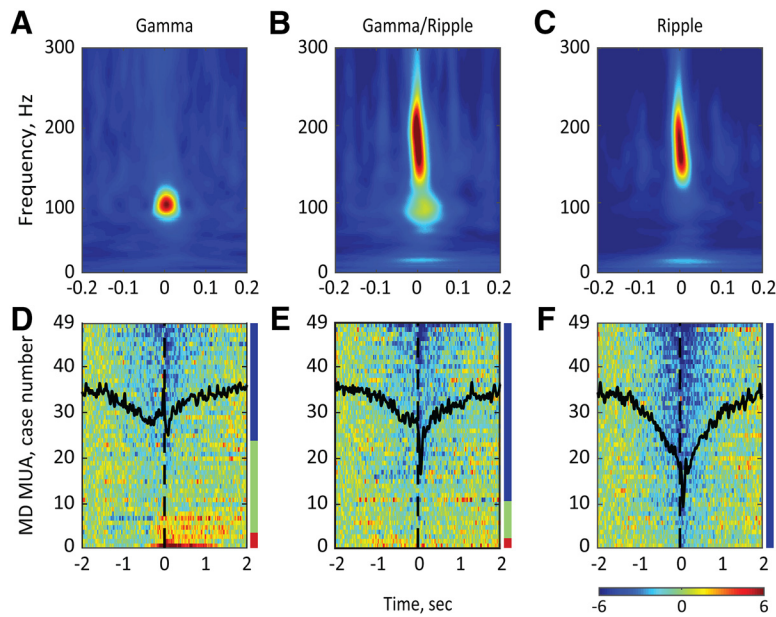 A Gamma
B Gamma/Ripple
C Ripple
Frequency, Hz
300
200
100
0
-0.2 -0.1 0 0.1 0.2
300
200
100
0
-0.2 -0.1 0 0.1 0.2
300
200
100
0
-0.2 -0.1 0 0.1 0.2
D
E
F
MD MUA, case number
49
40
30
20
10
0
-2 -1 0 1 2
49
40
30
20
10
0
-2 -1 0 1 2
49
40
30
20
10
0
-2 -1 0 1 2
Time, sec
-6 0 6